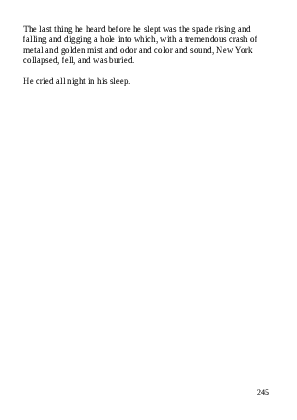 The last thing he heard before he slept was the spade rising and
falling and digging a hole into which, with a tremendous crash of
metal and golden mist and odor and color and sound, New York
collapsed, fell, and was buried.
He cried all night in his sleep.
245